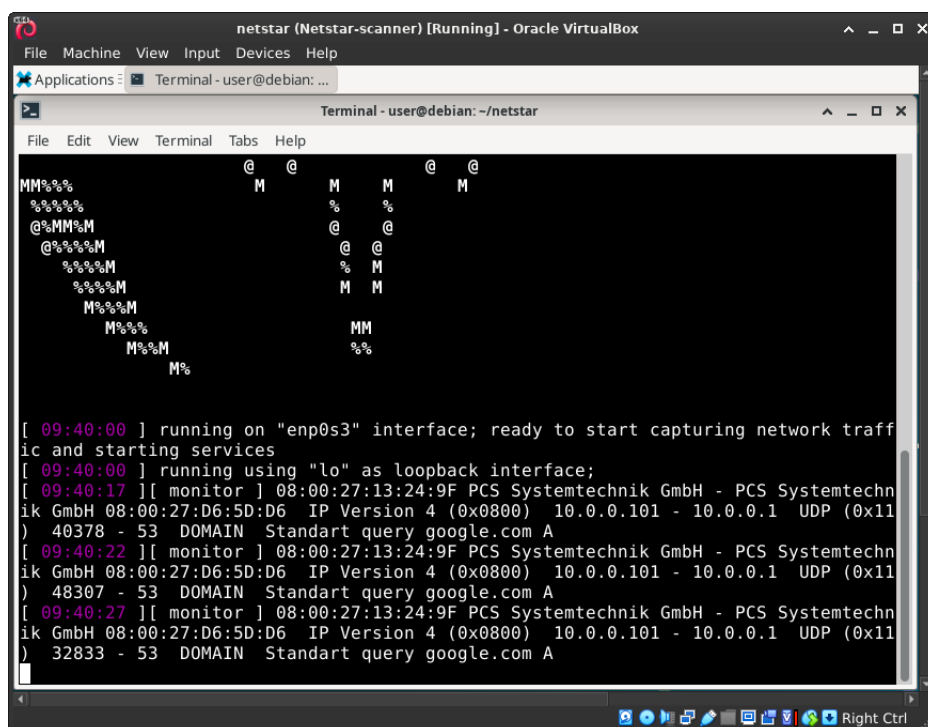 netstar (Netstar-scanner) [Running] - Oracle VirtualBox
File Machine View Input Devices Help
Applications Terminal - user@debian: ...
Terminal - user@debian: ~/netstar
File Edit View Terminal Tabs Help
@ @ @ @
MM%%% M M M M
%%%%% % %
@%MM%M @ @
@%%%%M @ @
%%%%M % M
%%%%M M M
M%%%M
M%%% MM
M%%M %%
M%
[ 09:40:00 ] running on "enp0s3" interface; ready to start capturing network traff
ic and starting services
[ 09:40:00 ] running using "lo" as loopback interface;
[ 09:40:17 ][ monitor ] 08:00:27:13:24:9F PCS Systemtechnik GmbH - PCS Systemtechn
ik GmbH 08:00:27:D6:5D:D6 IP Version 4 (0x0800) 10.0.0.101 - 10.0.0.1 UDP (0x11
) 40378 - 53 DOMAIN Standart query google.com A
[ 09:40:22 ][ monitor ] 08:00:27:13:24:9F PCS Systemtechnik GmbH - PCS Systemtechn
ik GmbH 08:00:27:D6:5D:D6 IP Version 4 (0x0800) 10.0.0.101 - 10.0.0.1 UDP (0x11
) 48307 - 53 DOMAIN Standart query google.com A
[ 09:40:27 ][ monitor ] 08:00:27:13:24:9F PCS Systemtechnik GmbH - PCS Systemtechn
ik GmbH 08:00:27:D6:5D:D6 IP Version 4 (0x0800) 10.0.0.101 - 10.0.0.1 UDP (0x11
) 32833 - 53 DOMAIN Standart query google.com A
Right Ctrl